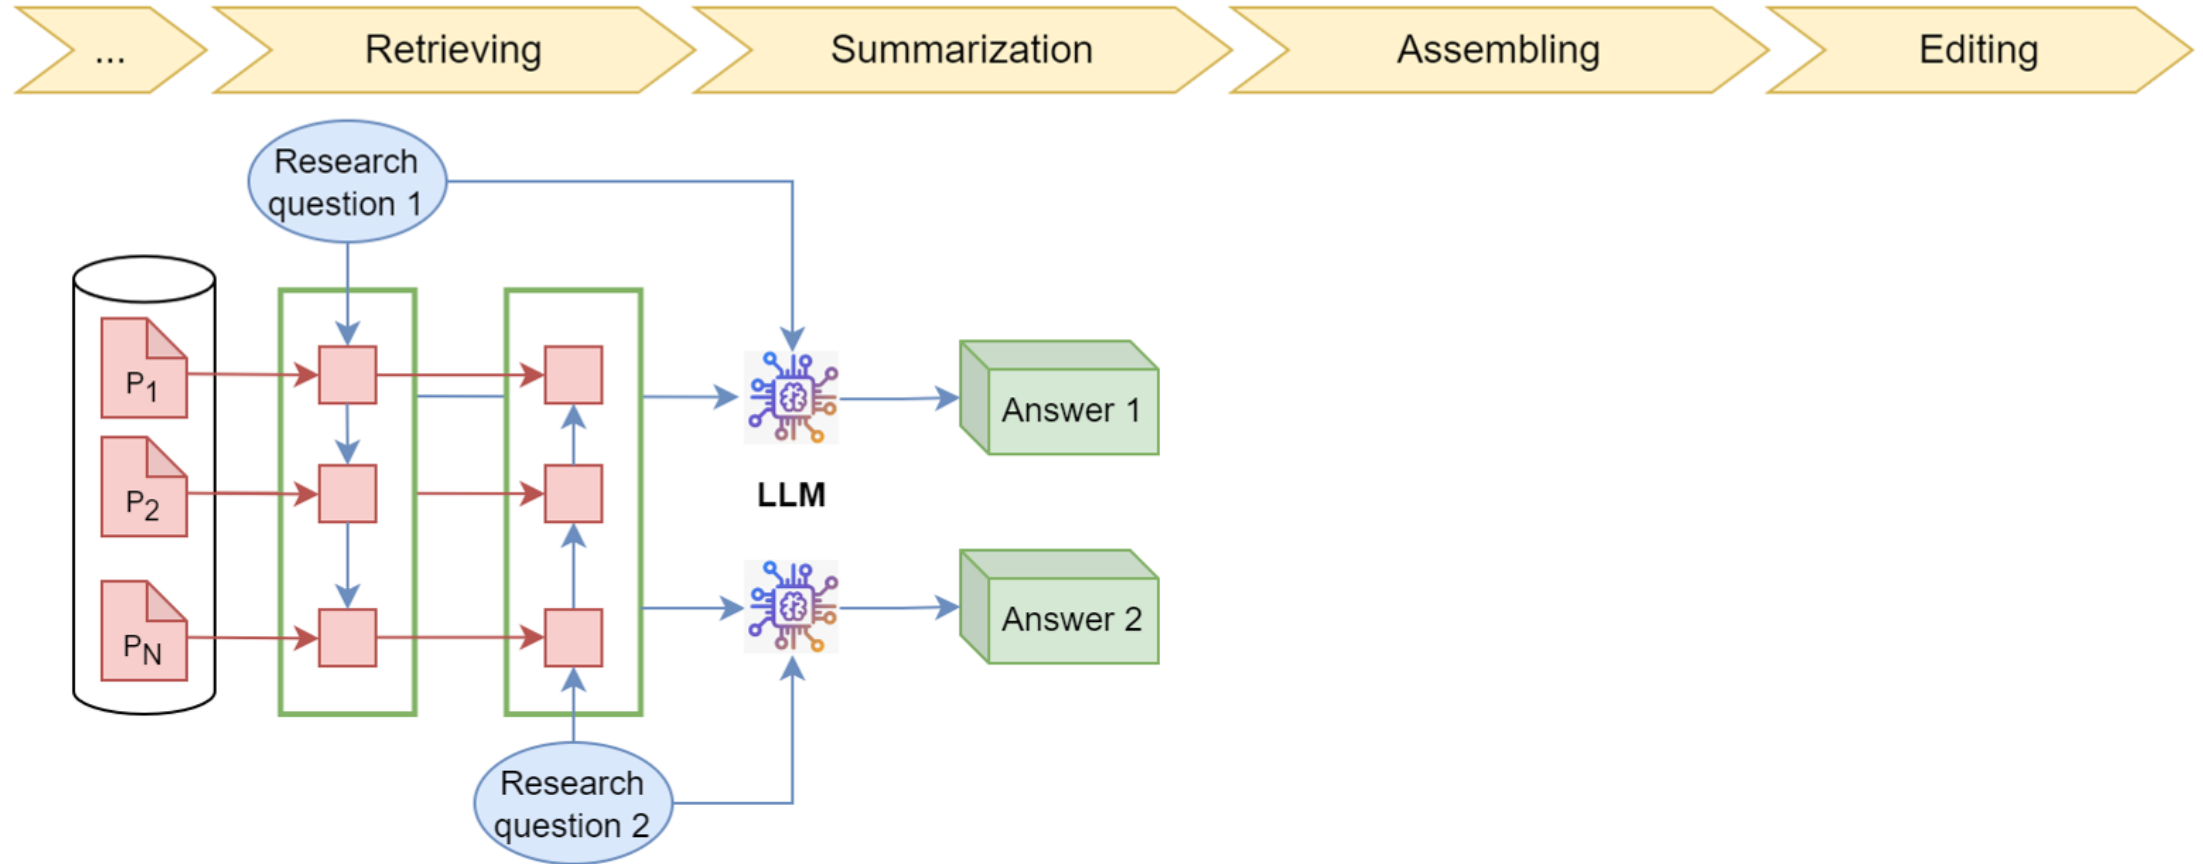 ...
Retrieving
Summarization
Assembling
Editing
Research
question 1
P1
P2
PN
LLM
Answer 1
Answer 2
Research
question 2